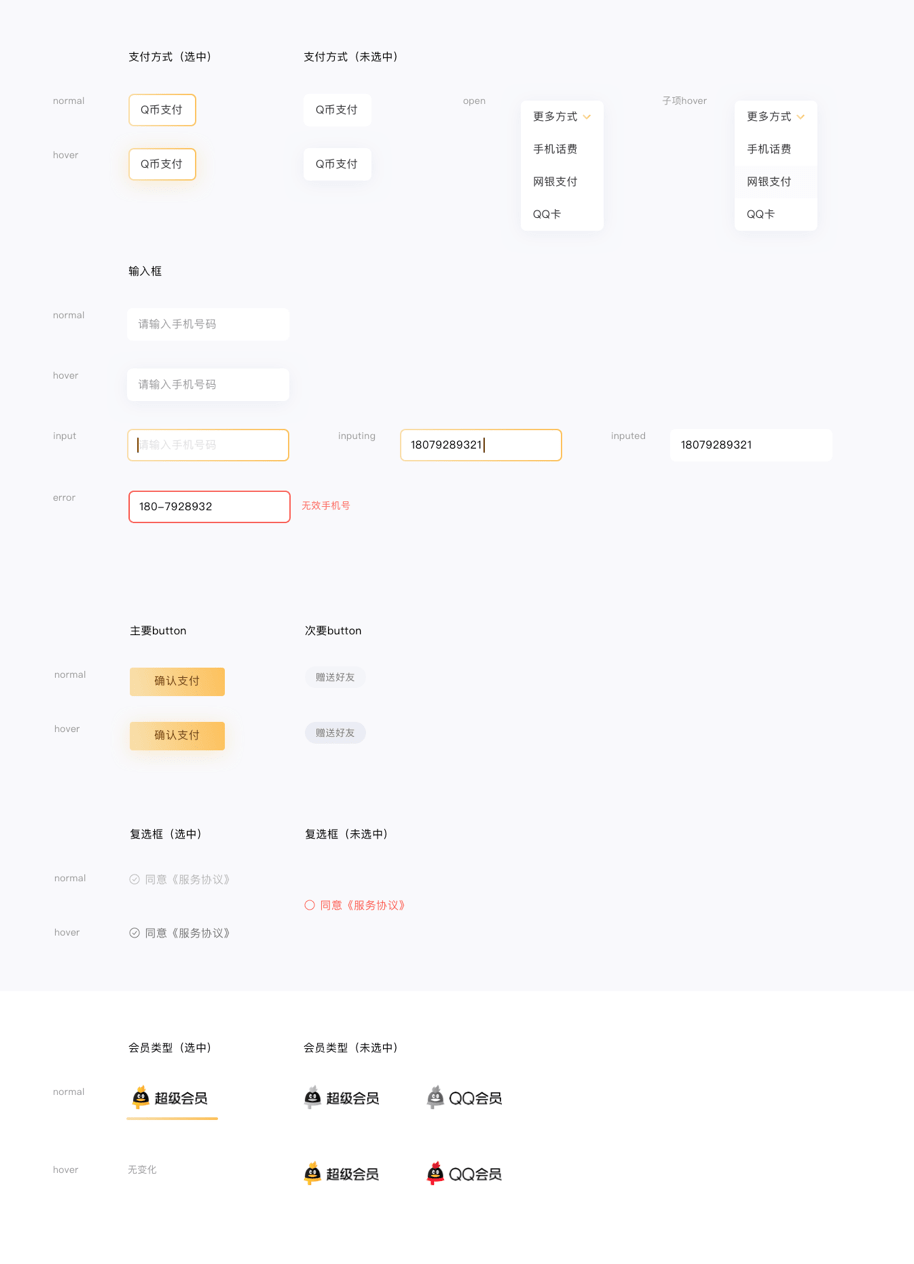 支付方式（选中）
支付方式（未选中）
normal
Q币支付
Q币支付
open
更多方式
手机话费
网银支付
QQ卡
子项hover
更多方式
手机话费
网银支付
QQ卡
hover
Q币支付
Q币支付
输入框
normal
请输入手机号码
hover
请输入手机号码
input
请输入手机号码
inputing
18079289321
inputed
18079289321
error
180-7928932
无效手机号
主要button
次要button
normal
确认支付
赠送好友
hover
确认支付
赠送好友
复选框（选中）
复选框（未选中）
normal
同意《服务协议》
同意《服务协议》
hover
同意《服务协议》
会员类型（选中）
会员类型（未选中）
normal
超级会员
超级会员
QQ会员
hover
无变化
超级会员
QQ会员